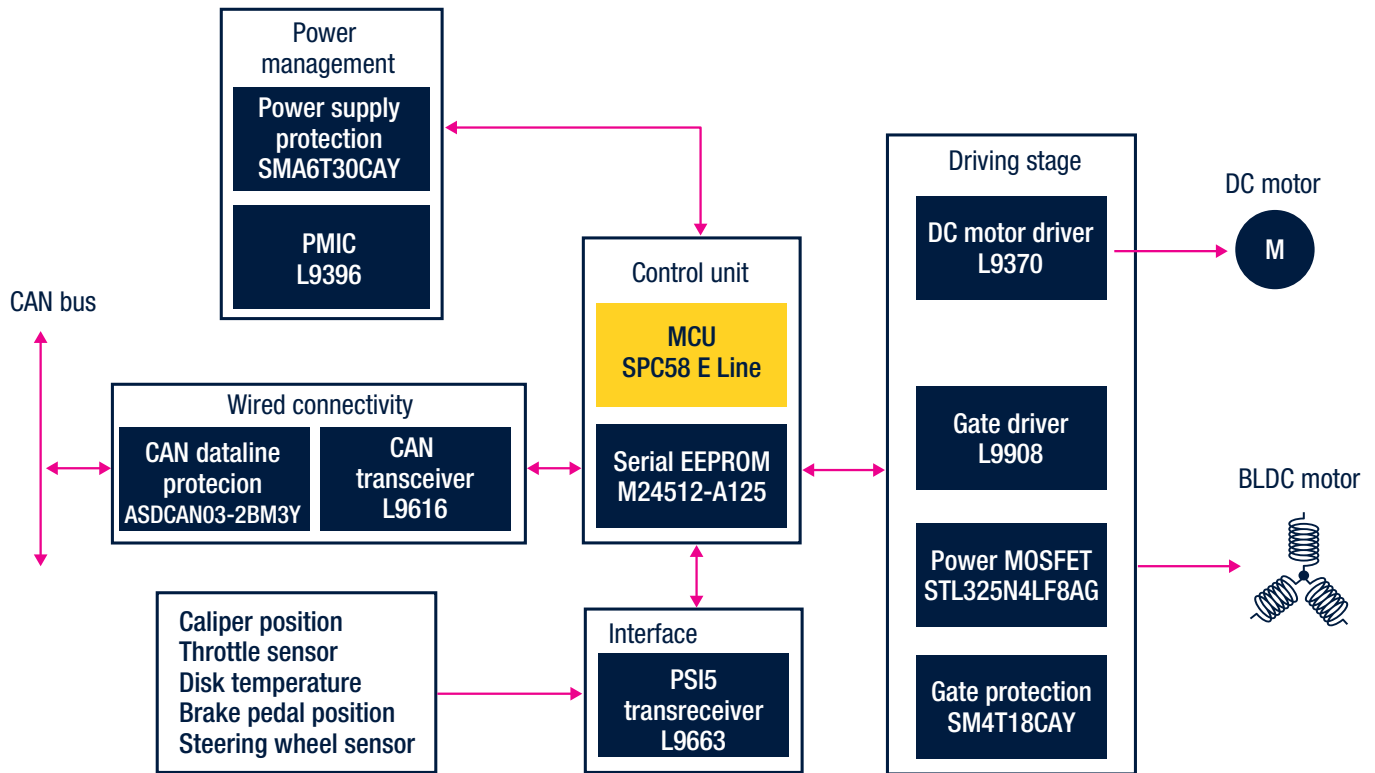 Power
management
Power supply
protection
SMA6T30CAY
PMIC
L9396
CAN bus
Wired connectivity
CAN dataline
protecion
ASDCAN03-2BM3Y
CAN
transceiver
L9616
Control unit
MCU
SPC58 E Line
Serial EEPROM
M24512-A125
Caliper position
Throttle sensor
Disk temperature
Brake pedal position
Steering wheel sensor
Interface
PSI5
transreceiver
L9663
Driving stage
DC motor driver
L9370
Gate driver
L9908
Power MOSFET
STL325N4LF8AG
Gate protection
SM4T18CAY
DC motor
M
BLDC motor